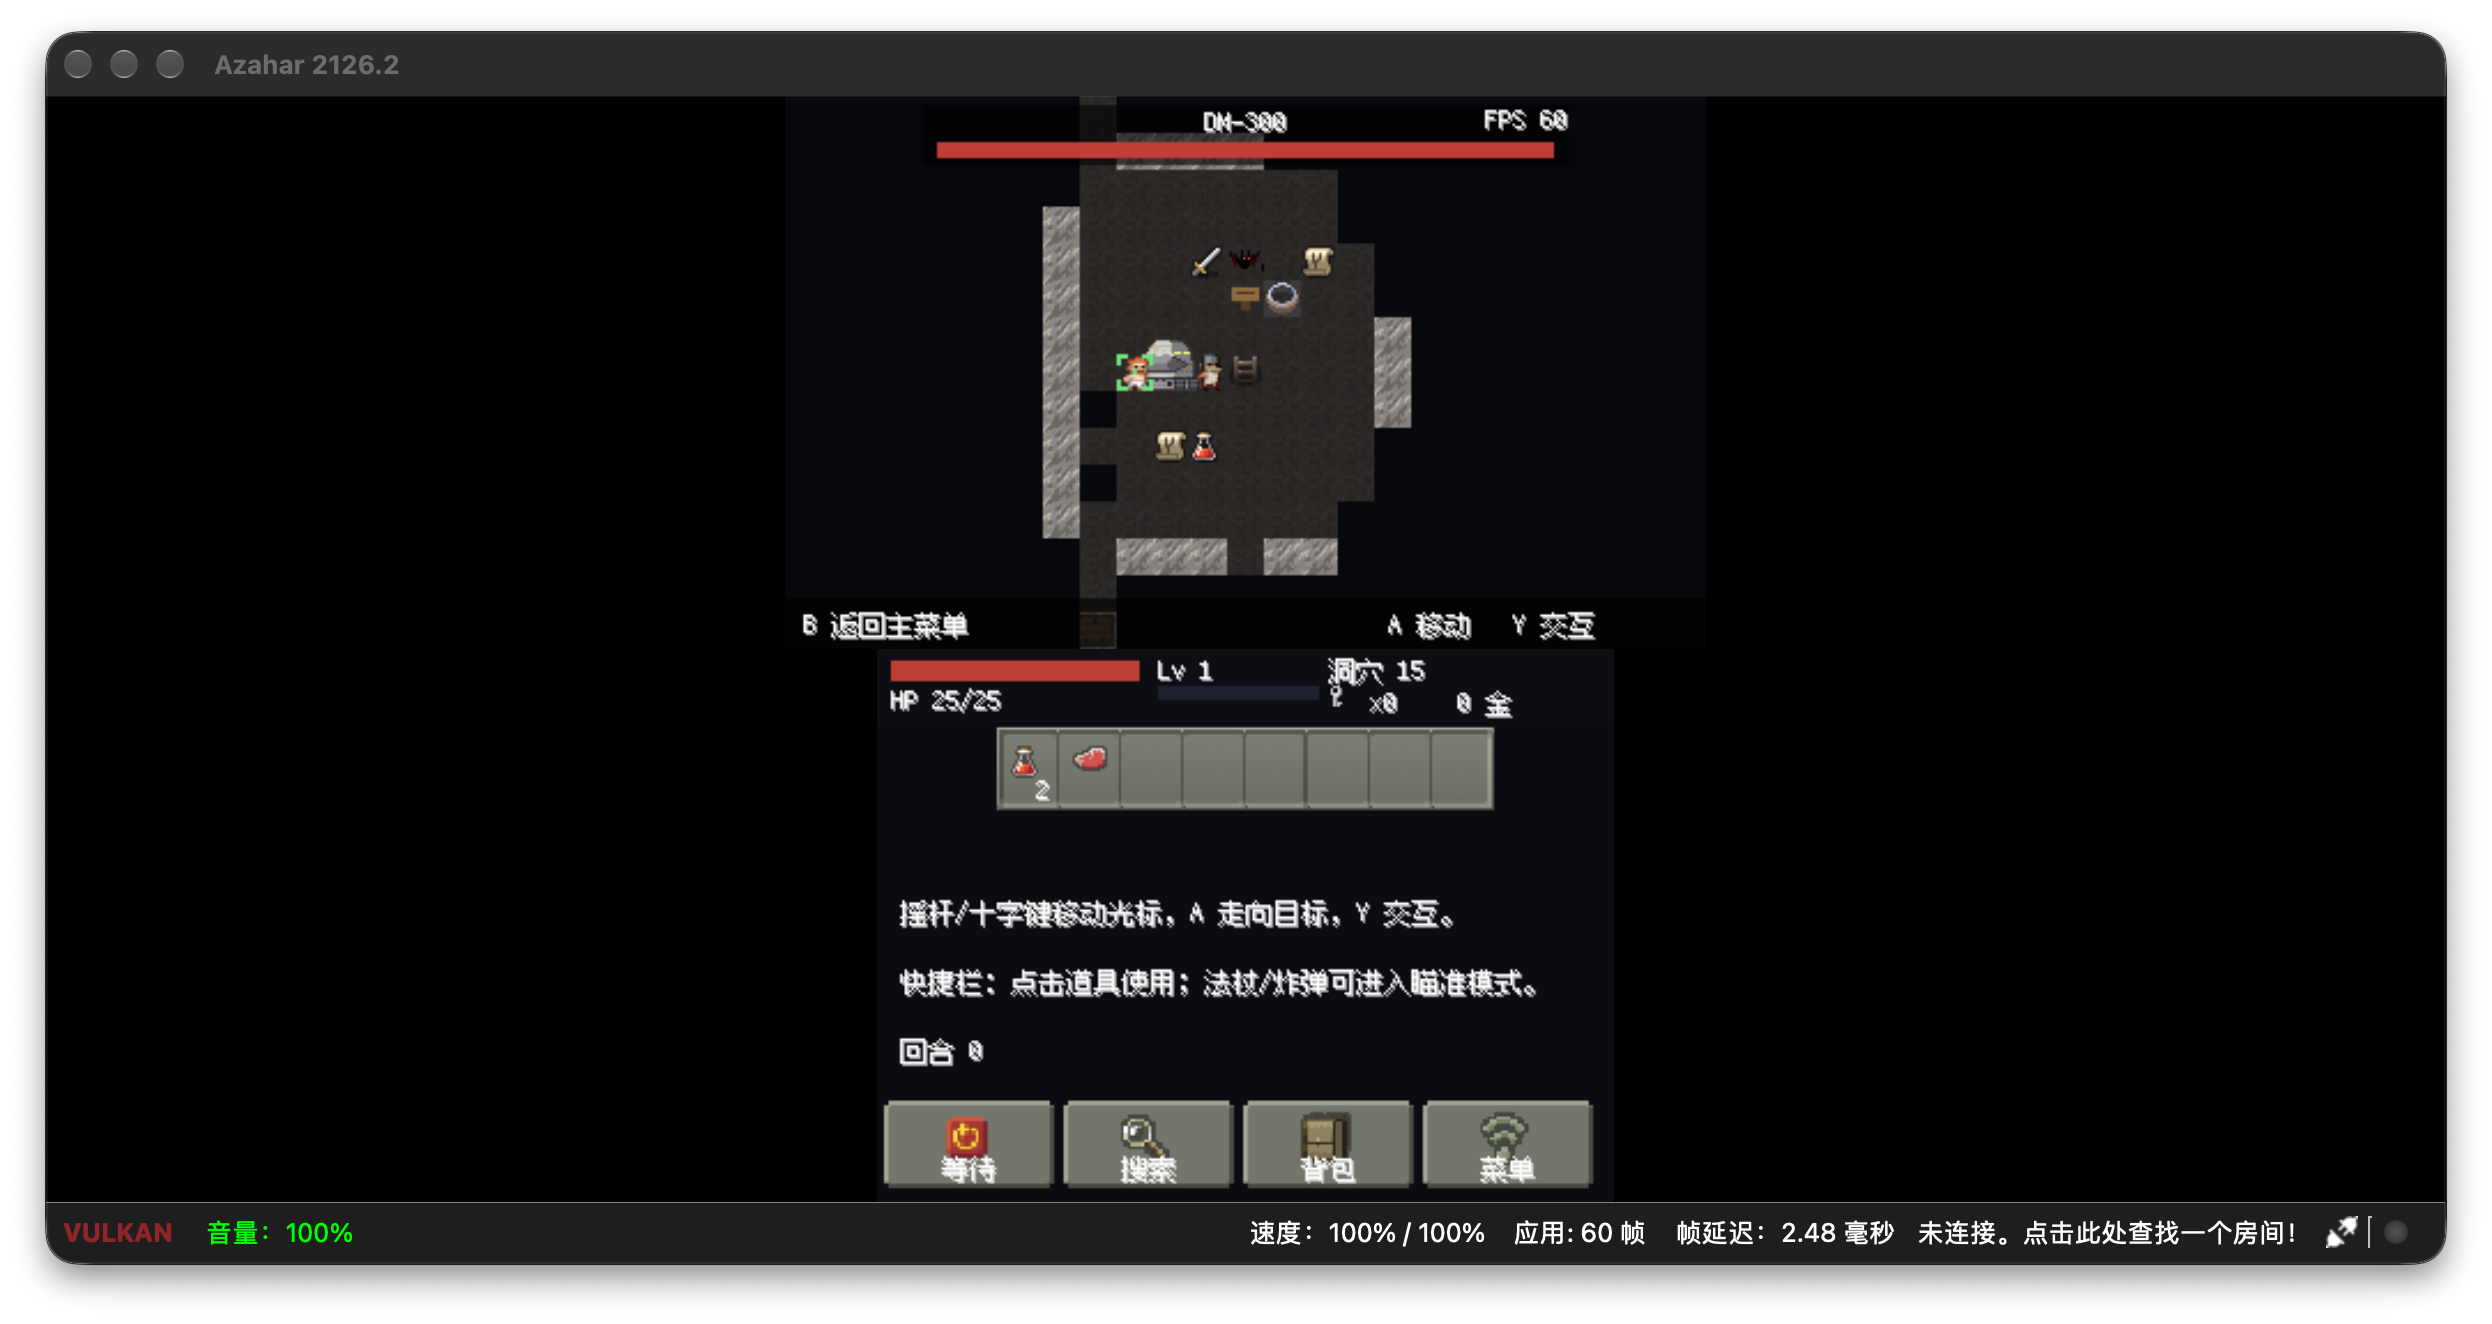 Azahar 2126.2
DM-300
FPS 60
B 返回主菜单
A 移动
Y 交互
Lv 1
洞穴 15
HP 25/25
x0
0 金
2
摇杆/十字键移动光标，A 走向目标，Y 交互。
快捷栏：点击道具使用；法杖/炸弹可进入瞄准模式。
回合 0
等待
搜索
背包
菜单
VULKAN
音量：100%
速度：100% / 100%
应用: 60 帧
帧延迟：2.48 毫秒
未连接。点击此处查找一个房间！